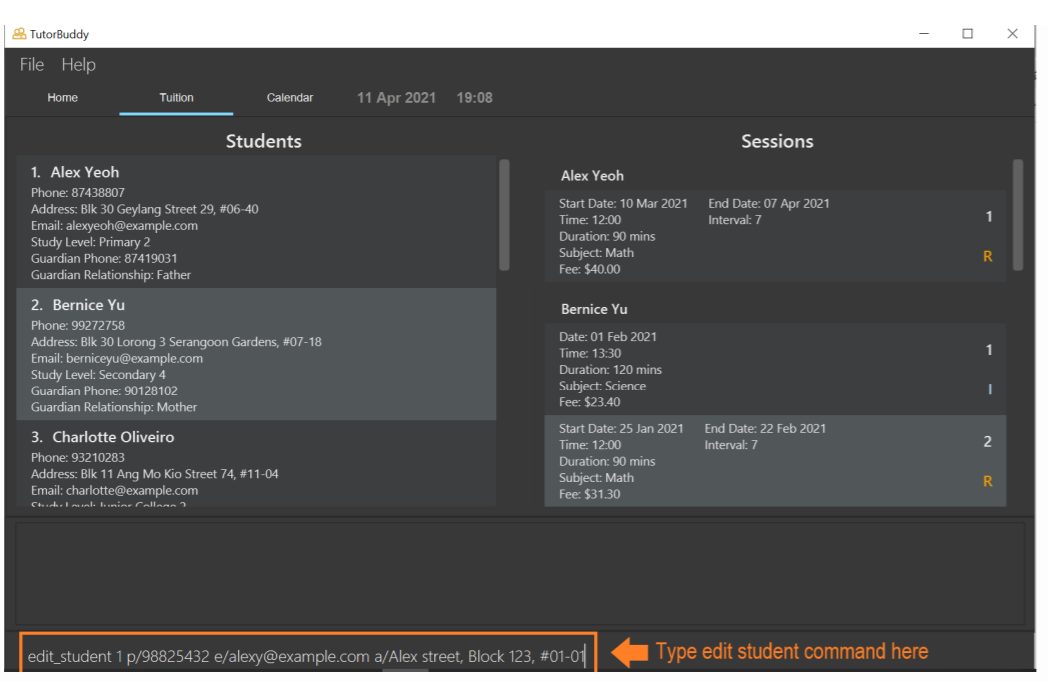 TutorBuddy
File Help
Home Tuition Calendar 11 Apr 2021 19:08
Students
1. Alex Yeoh
Phone: 87438807
Address: Blk 30 Geylang Street 29, #06-40
Email: alexyeoh@example.com
Study Level: Primary 2
Guardian Phone: 87419031
Guardian Relationship: Father
2. Bernice Yu
Phone: 99272758
Address: Blk 30 Lorong 3 Serangoon Gardens, #07-18
Email: berniceyu@example.com
Study Level: Secondary 4
Guardian Phone: 90128102
Guardian Relationship: Mother
3. Charlotte Oliveiro
Phone: 93210283
Address: Blk 11 Ang Mo Kio Street 74, #11-04
Email: charlotte@example.com
Study Level: Junior College 2
Sessions
Alex Yeoh
Start Date: 10 Mar 2021 End Date: 07 Apr 2021
1
Time: 12:00 Interval: 7
Duration: 90 mins
Subject: Math
R
Fee: $40.00
Bernice Yu
Date: 01 Feb 2021
1
Time: 13:30
Duration: 120 mins
Subject: Science
I
Fee: $23.40
Start Date: 25 Jan 2021 End Date: 22 Feb 2021
2
Time: 12:00 Interval: 7
Duration: 90 mins
Subject: Math
R
Fee: $31.30
edit_student 1 p/98825432 e/alexy@example.com a/Alex street, Block 123, #01-01
Type edit student command here